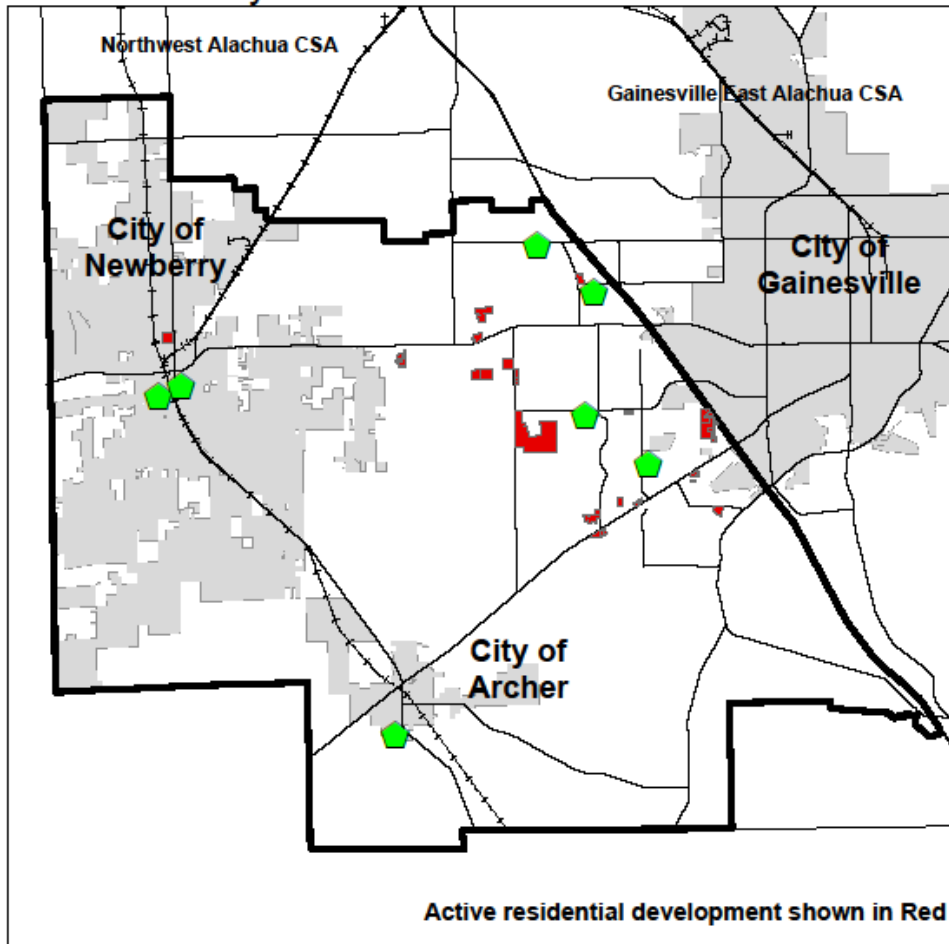 Northwest Alachua CSA
Gainesville East Alachua CSA
City of
Newberry
CIty of
Gainesville
City of
Archer
Active residential development shown in Red